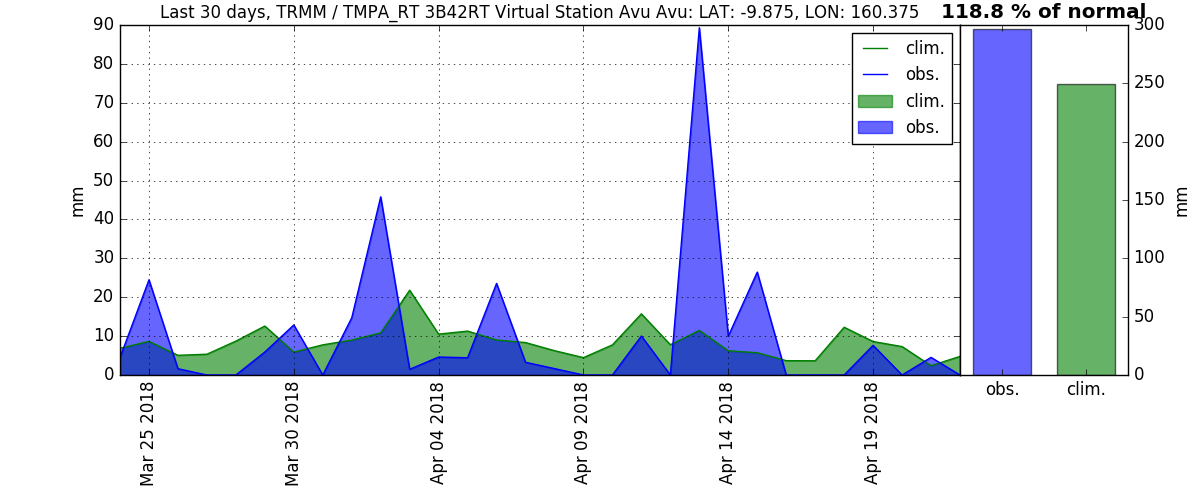 Last 30 days, TRMM / TMPA_RT 3B42RT Virtual Station Avu Avu: LAT: -9.875, LON: 160.375
118.8 % of normal
90
80
70
60
50
40
30
20
10
0
mm
clim.
obs.
clim.
obs.
Mar 25 2018
Mar 30 2018
Apr 04 2018
Apr 09 2018
Apr 14 2018
Apr 19 2018
300
250
200
150
100
50
0
mm
obs.
clim.